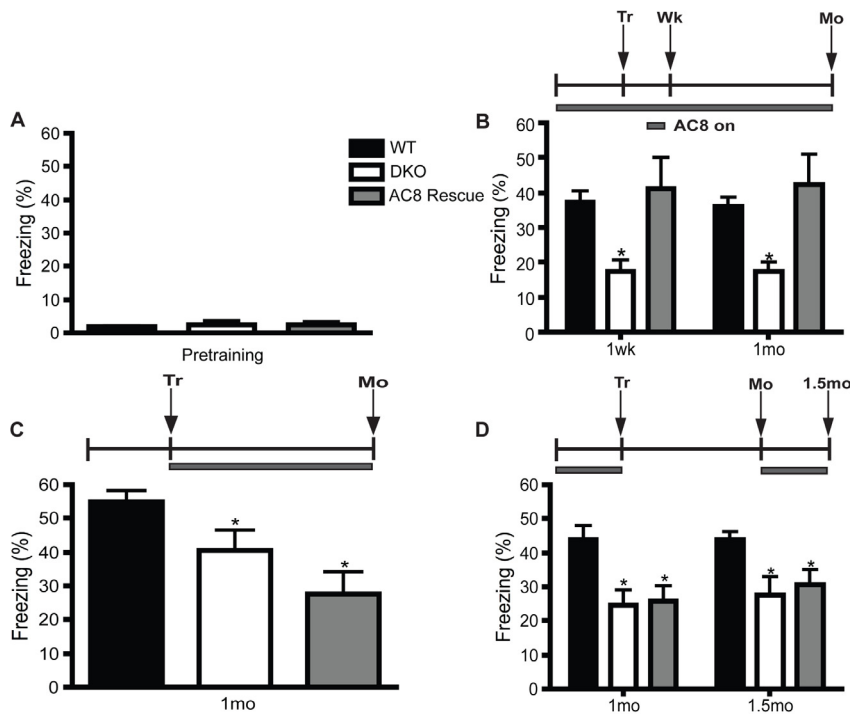 A
60
50
40
30
20
10
0
Freezing (%)
Pretraining
WT
DKO
AC8 Rescue
Tr Wk Mo
B
AC8 on
60
50
40
30
20
10
0
Freezing (%)
* *
1wk 1mo
Tr Mo
C
60
50
40
30
20
10
0
Freezing (%)
* *
1mo
Tr Mo 1.5mo
D
60
50
40
30
20
10
0
Freezing (%)
* * * *
1mo 1.5mo